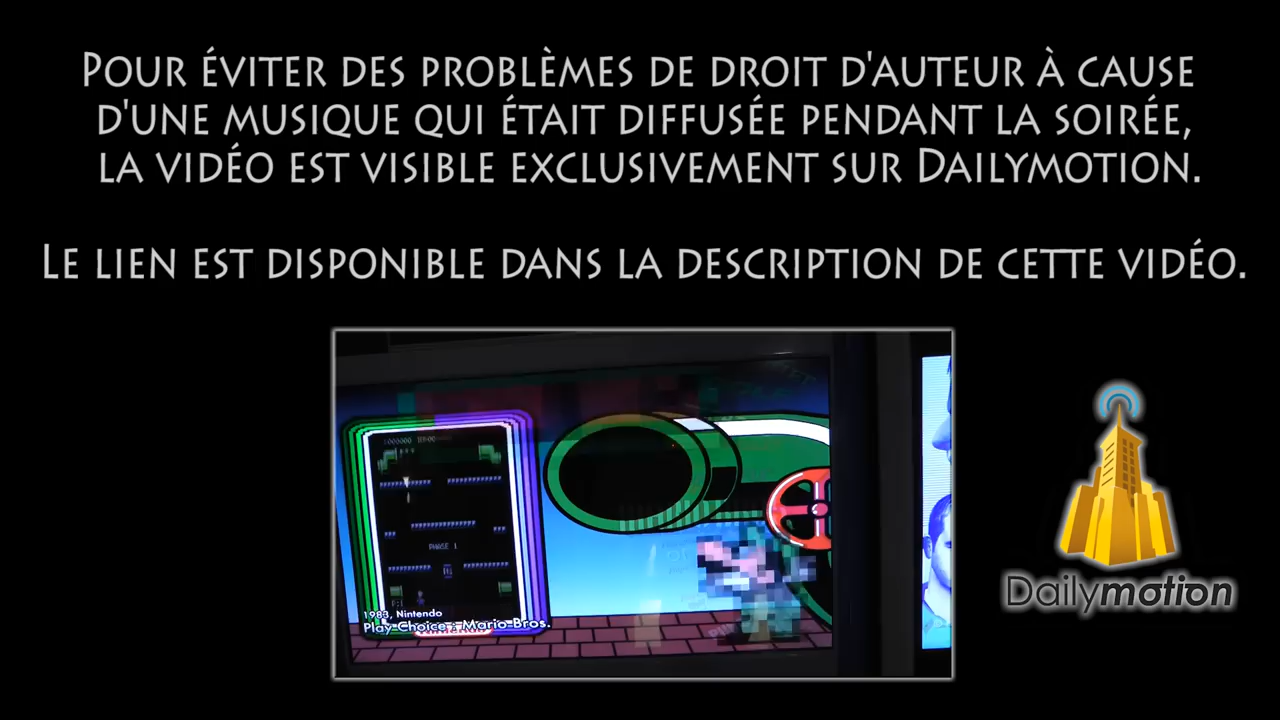 Pour éviter des problèmes de droit d'auteur à cause
d'une musique qui était diffusée pendant la soirée,
la vidéo est visible exclusivement sur Dailymotion.
Le lien est disponible dans la description de cette vidéo.
PHASE 1
1983, Nintendo
Play Choice : Mario Bros.
Dailymotion